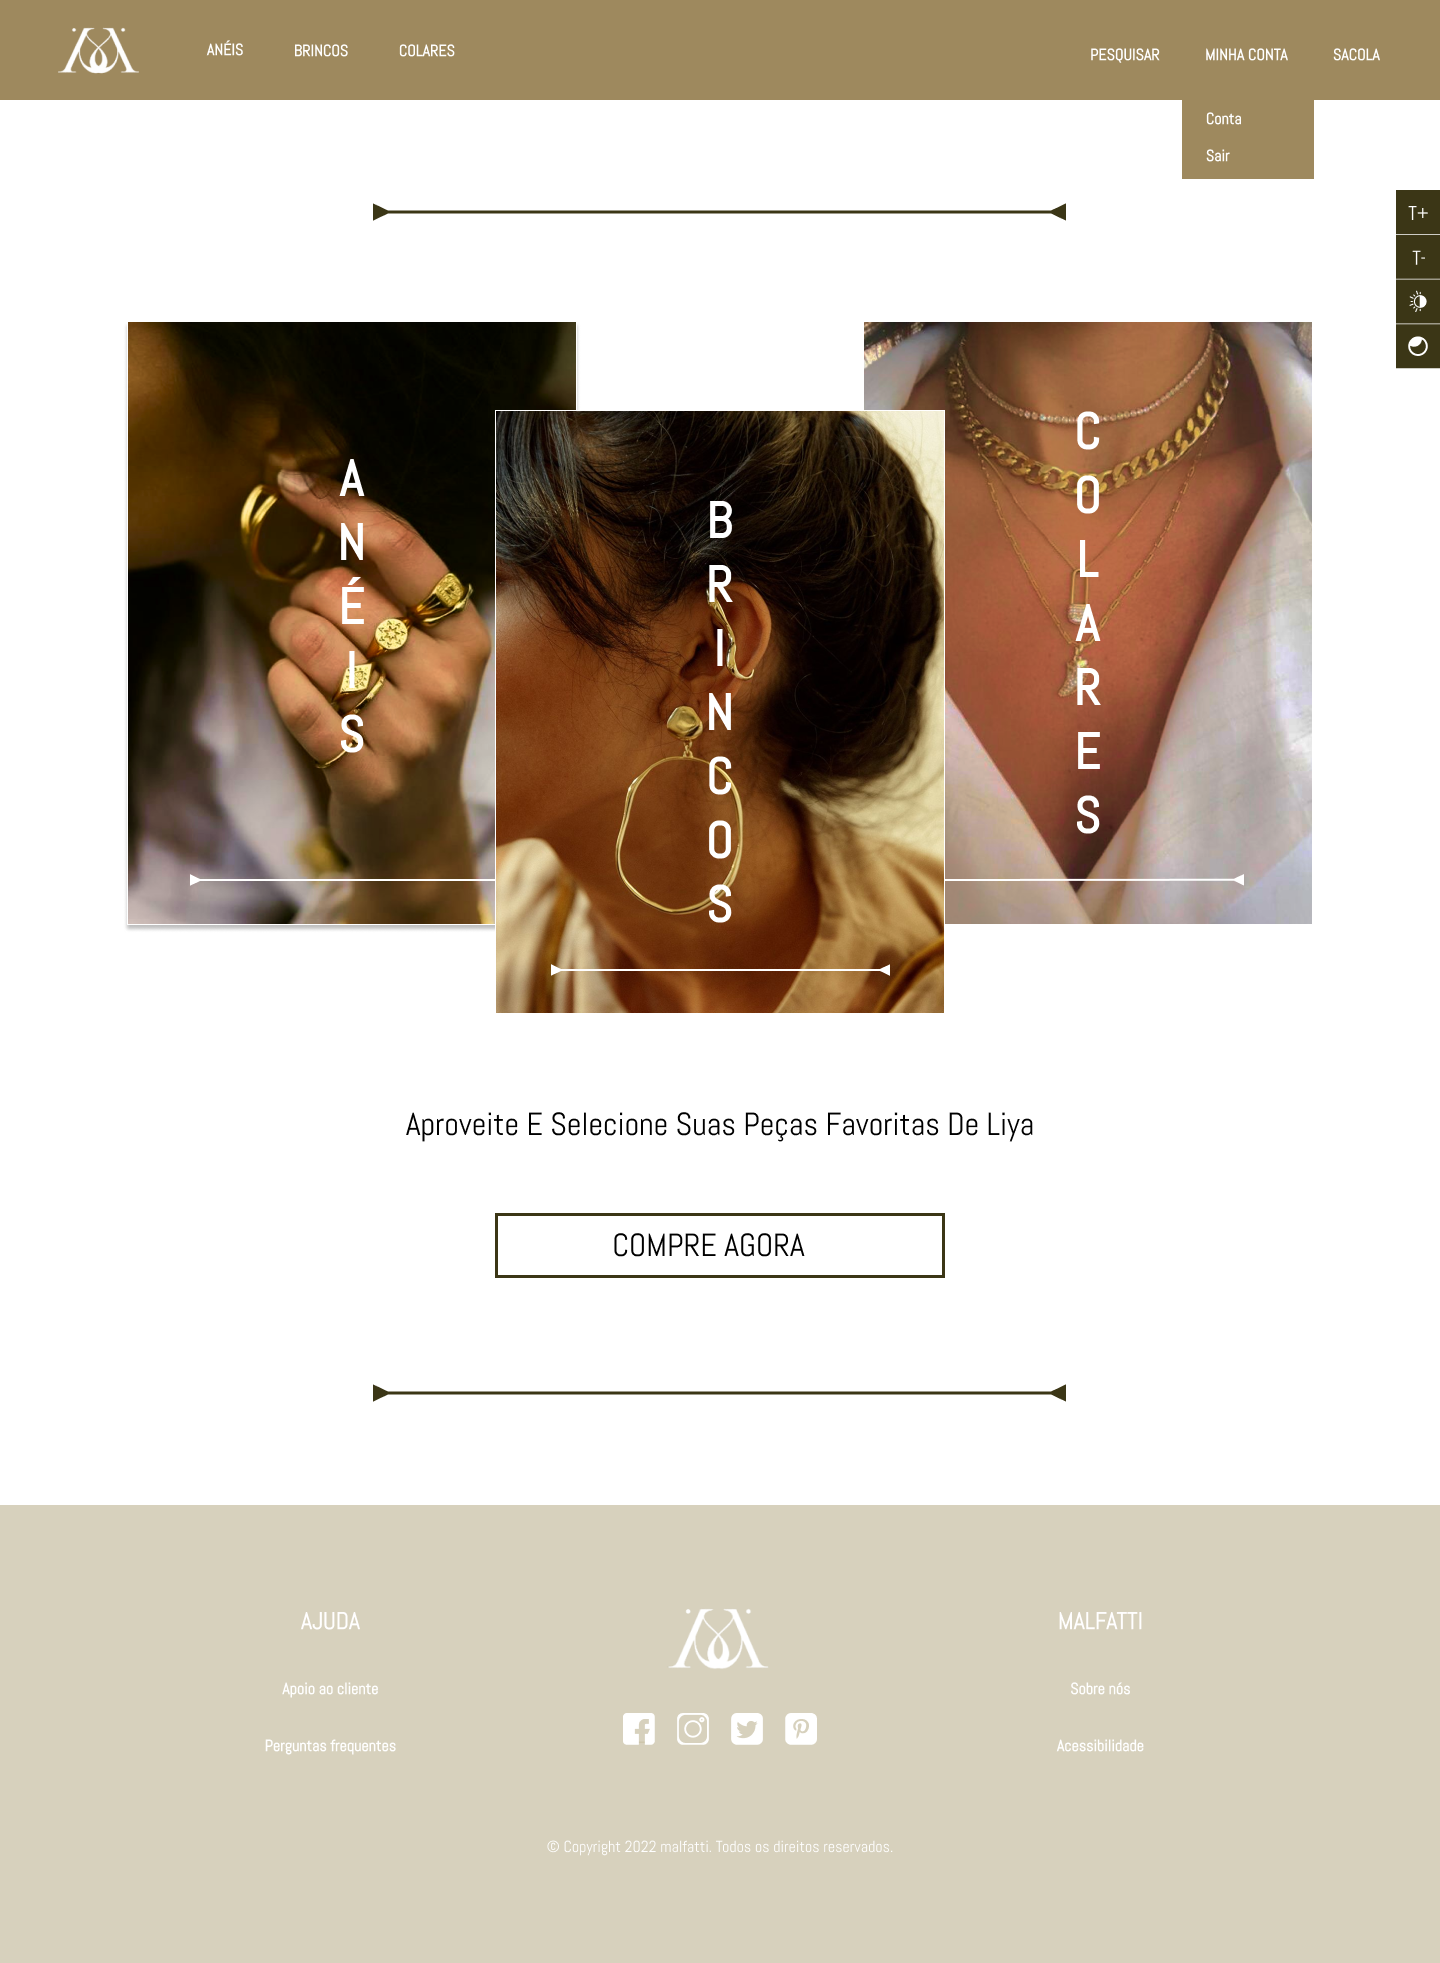 ANÉIS BRINCOS COLARES PESQUISAR MINHA CONTA SACOLA
Conta
Sair
T+
T-
ANÉIS
BRINCOS
COLARES
Aproveite E Selecione Suas Peças Favoritas De Liya
COMPRE AGORA
AJUDA
Apoio ao cliente
Perguntas frequentes
MALFATTI
Sobre nós
Acessibilidade
© Copyright 2022 malfatti. Todos os direitos reservados.